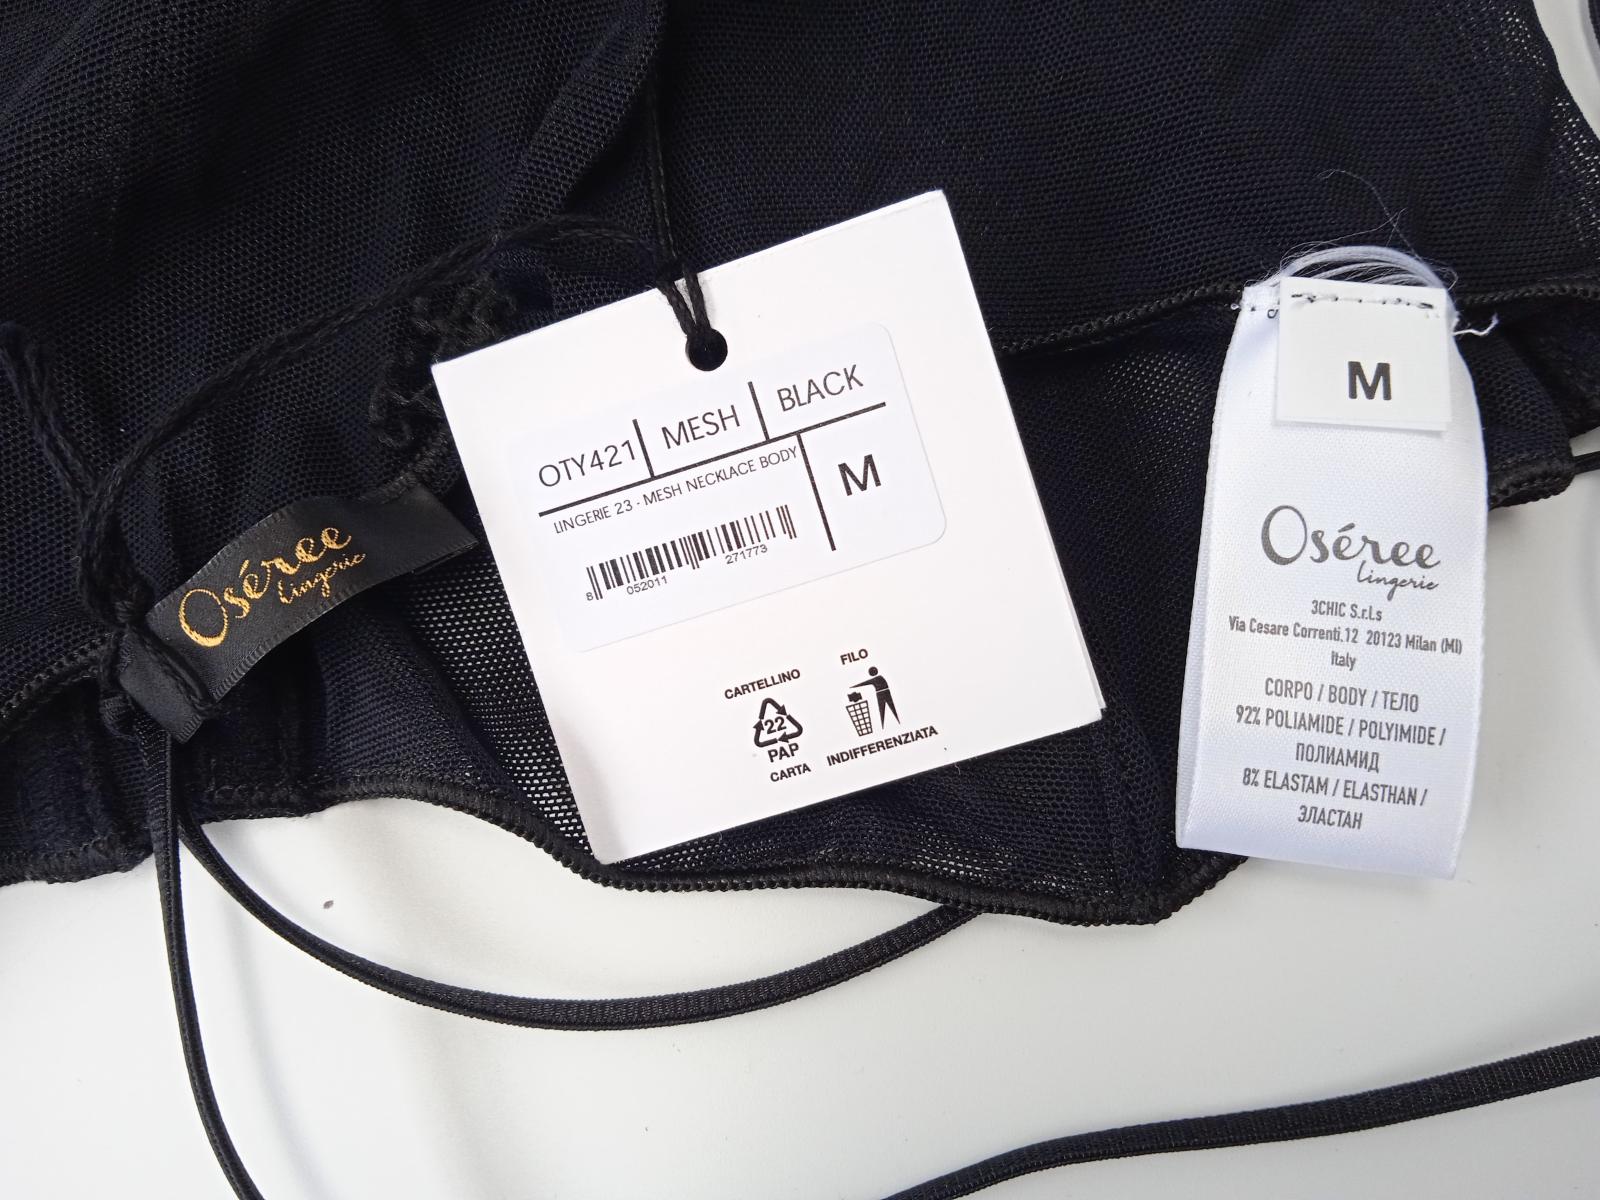 Oséree
lingerie
OTY421 MESH BLACK
LINGERIE 23 - MESH NECKLACE BODY
M
8 052011 271773
CARTELLINO
22
PAP
CARTA
FILO
INDIFFERENZIATA
M
Oséree
lingerie
3CHIC S.r.l.s
Via Cesare Correnti.12 20123 Milan (MI)
Italy
CORPO / BODY / ТЕЛО
92% POLIAMIDE / POLYIMIDE /
ПОЛИАМИД
8% ELASTAM / ELASTHAN /
ЭЛАСТАН